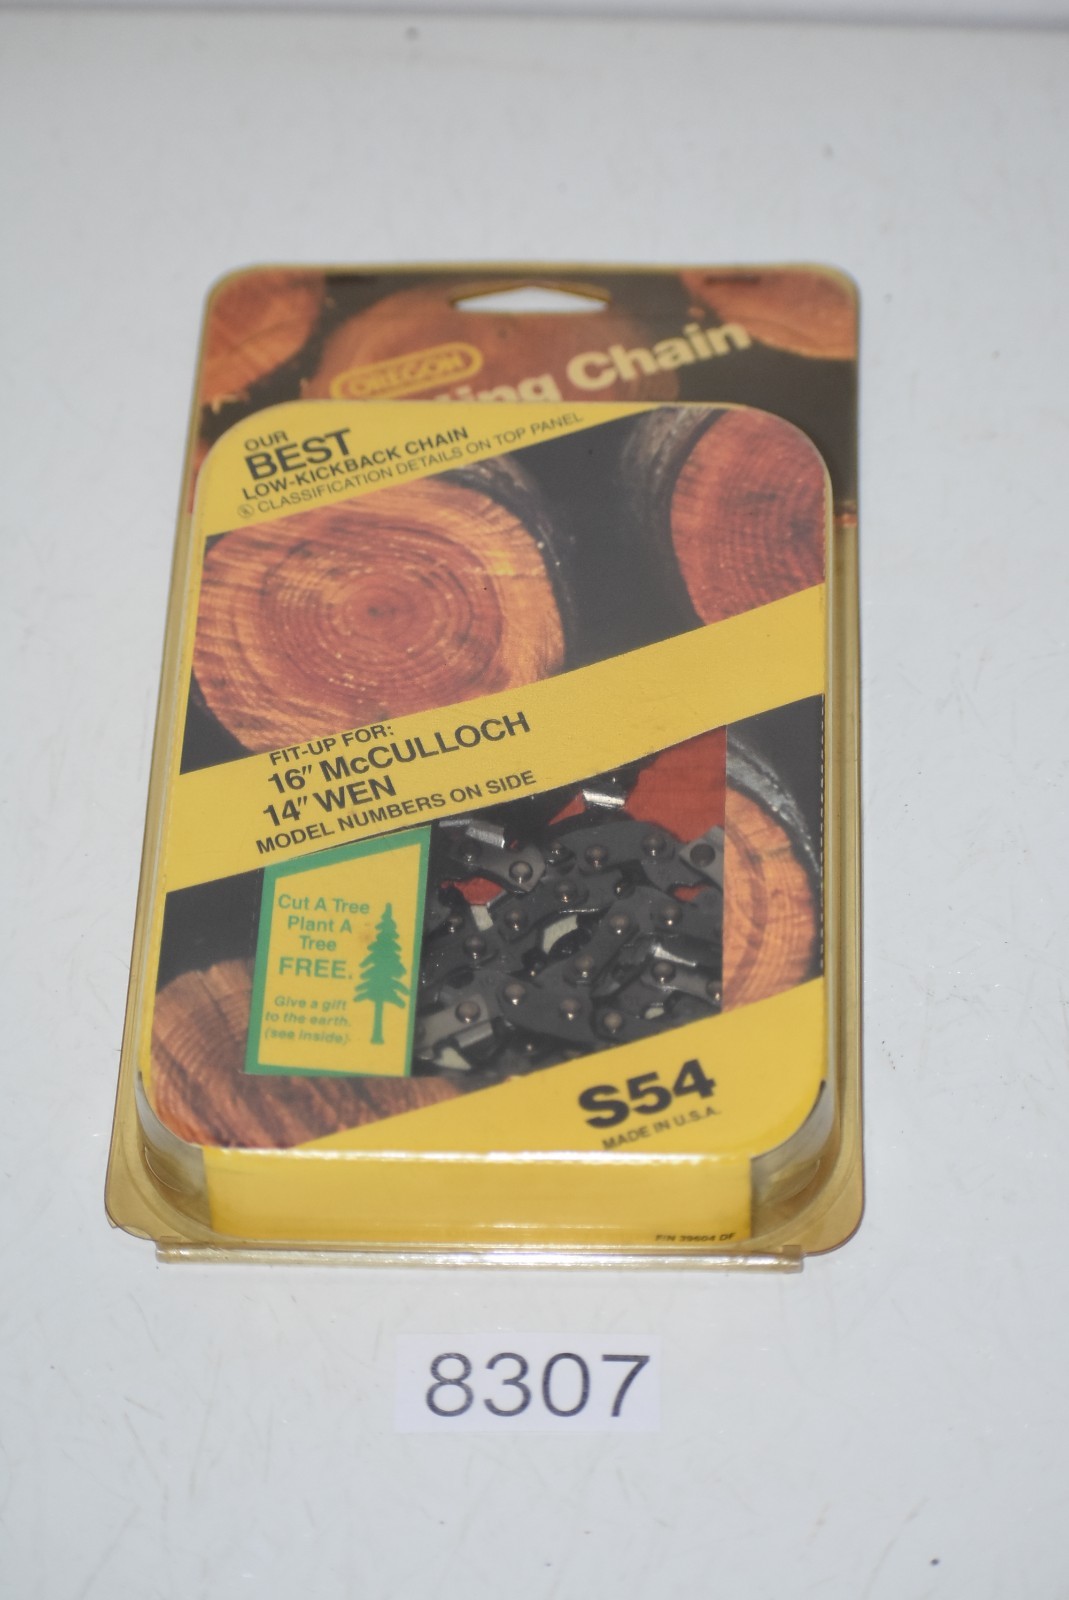 OREGON
Chain
OUR
BEST
LOW-KICKBACK CHAIN
CLASSIFICATION DETAILS ON TOP PANEL
FIT-UP FOR:
16" McCULLOCH
14" WEN
MODEL NUMBERS ON SIDE
Cut A Tree
Plant A
Tree
FREE.
Give a gift
to the earth.
(see inside)
S54
MADE IN U.S.A.
P/N 39604 DF
8307